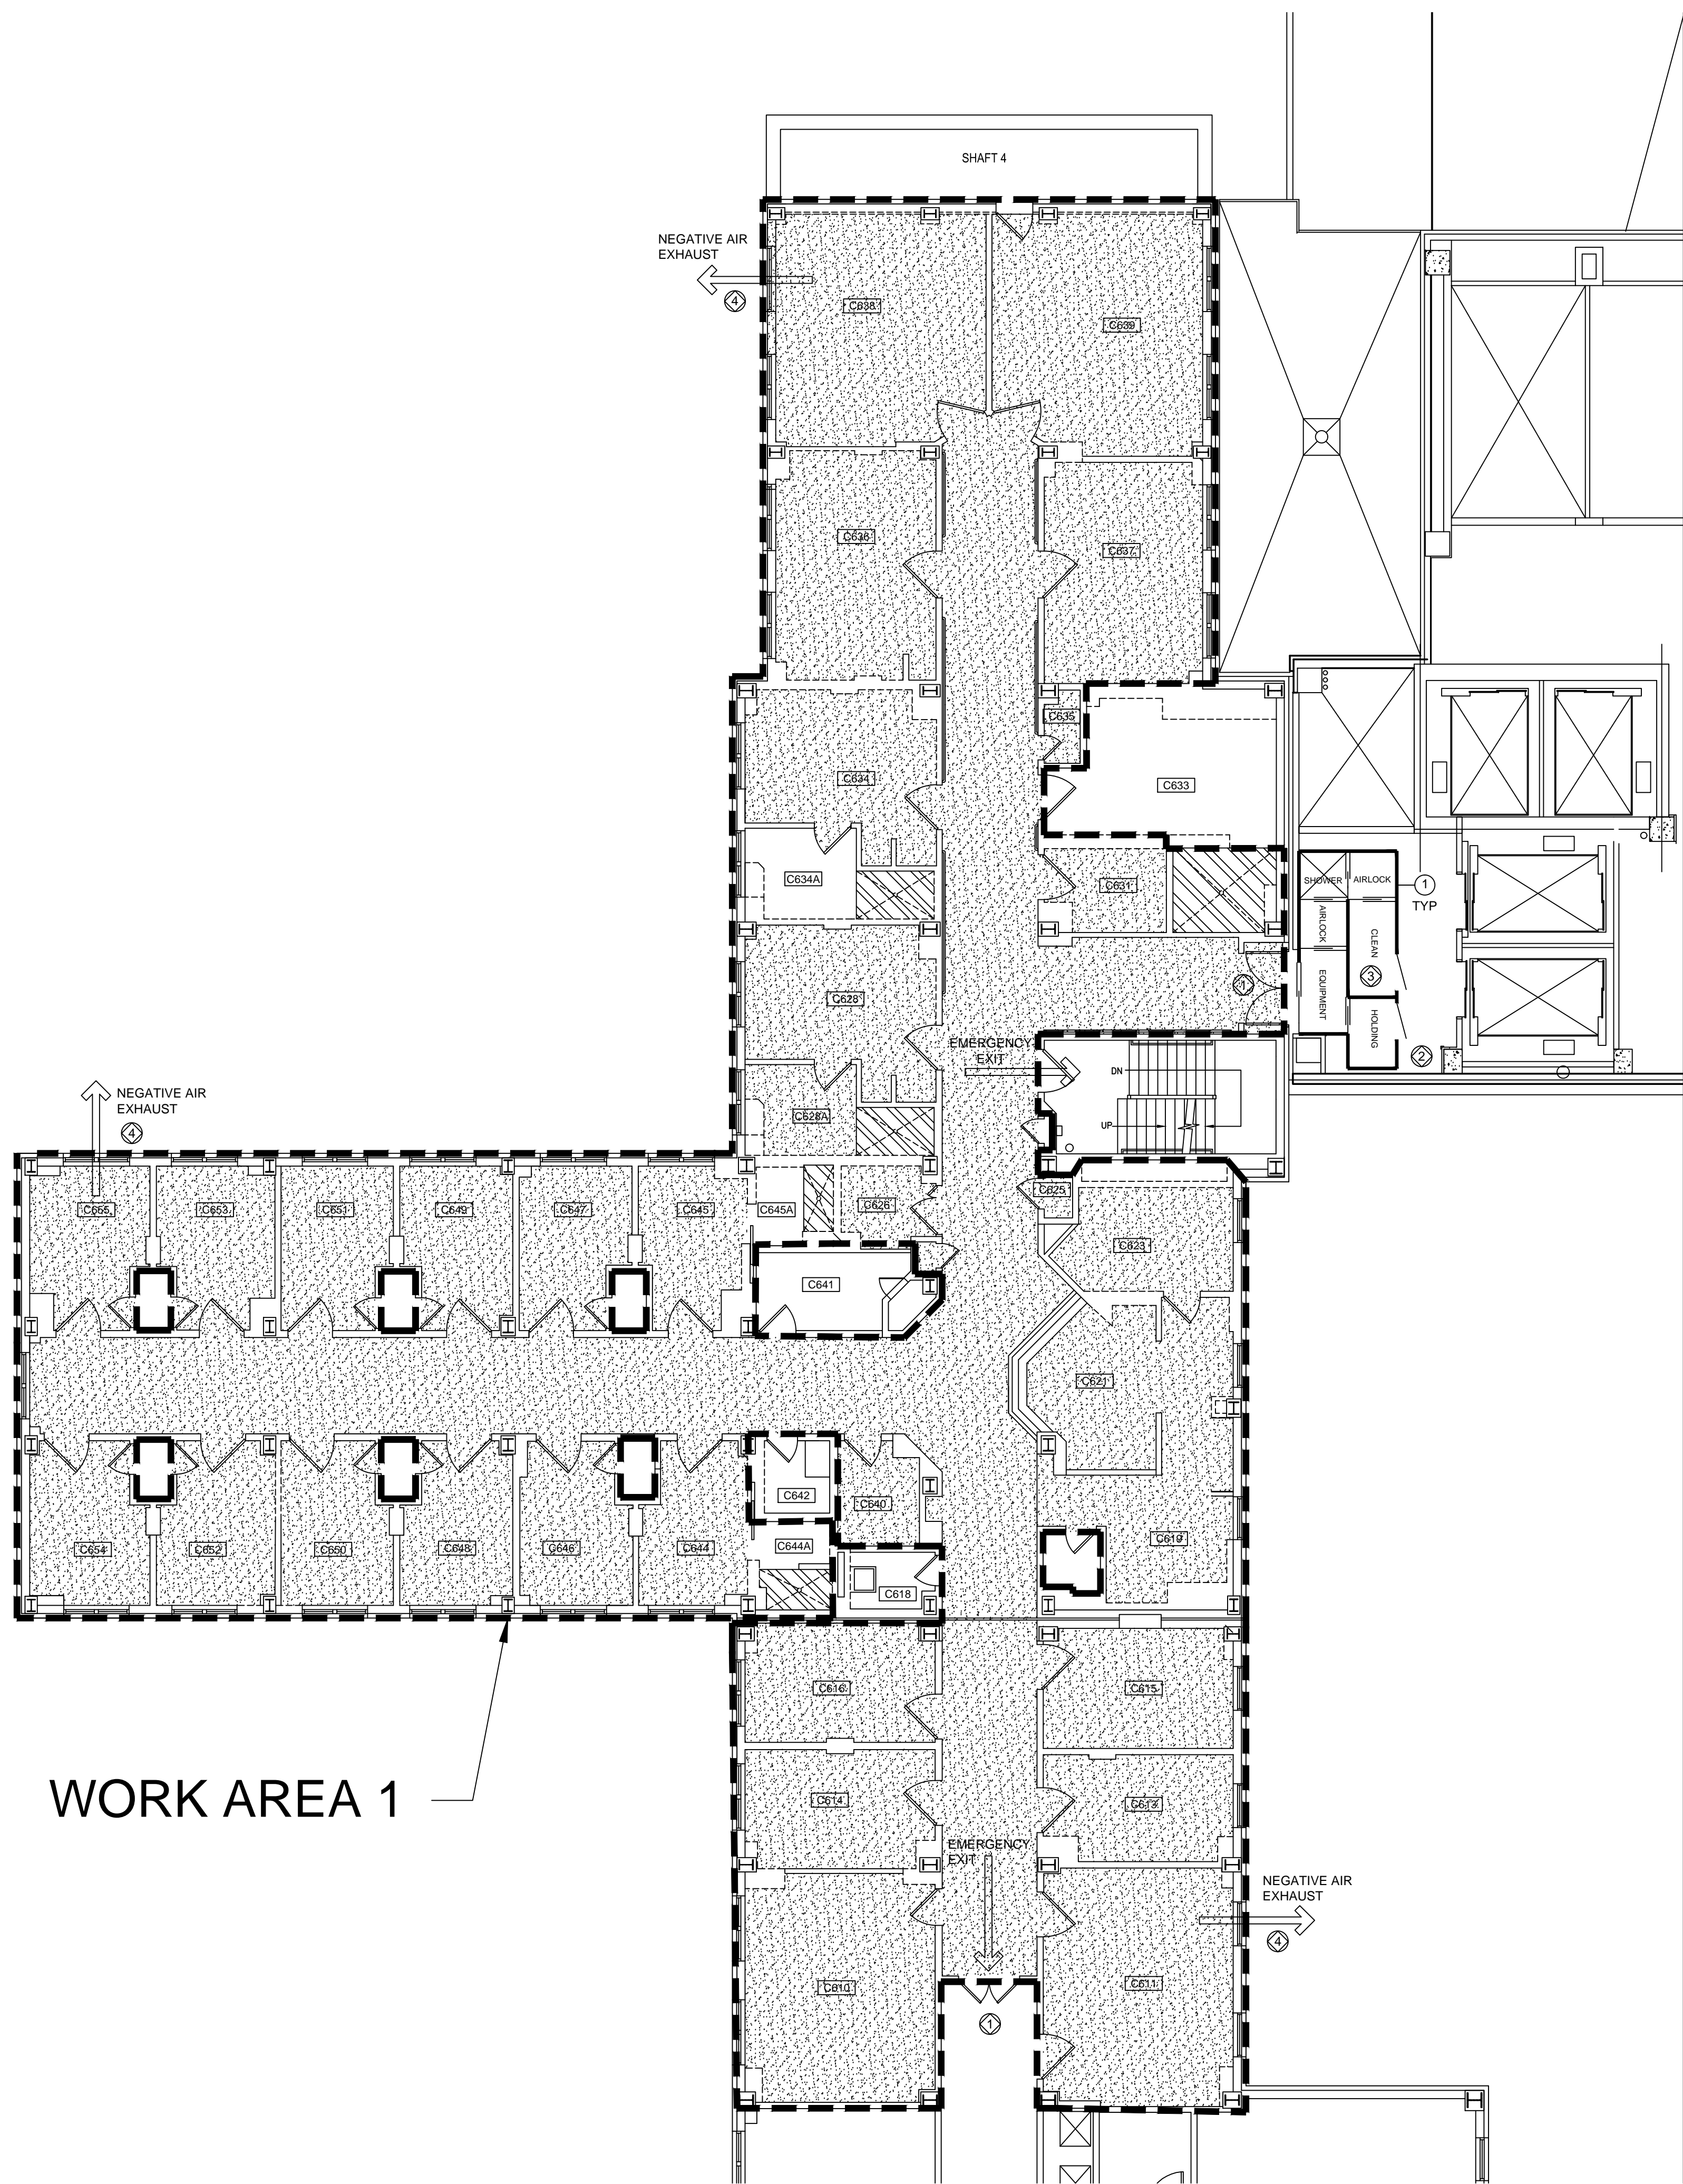 SHAFT 4
NEGATIVE AIR
EXHAUST
4
C638
C639
C636
C637
C635
C634
C633
C634A
C631
SHOWER
AIRLOCK
1
TYP
AIRLOCK
CLEAN
3
EQUIPMENT
HOLDING
2
C628
1
EMERGENCY
EXIT
DN
UP
NEGATIVE AIR
EXHAUST
4
C628A
C655
C653
C651
C649
C647
C645
C645A
C626
C625
C623
C641
C621
C642
C640
C654
C652
C650
C648
C646
C644
C644A
C619
C618
C616
C615
WORK AREA 1
C614
C613
EMERGENCY
EXIT
NEGATIVE AIR
EXHAUST
4
C610
C611
1